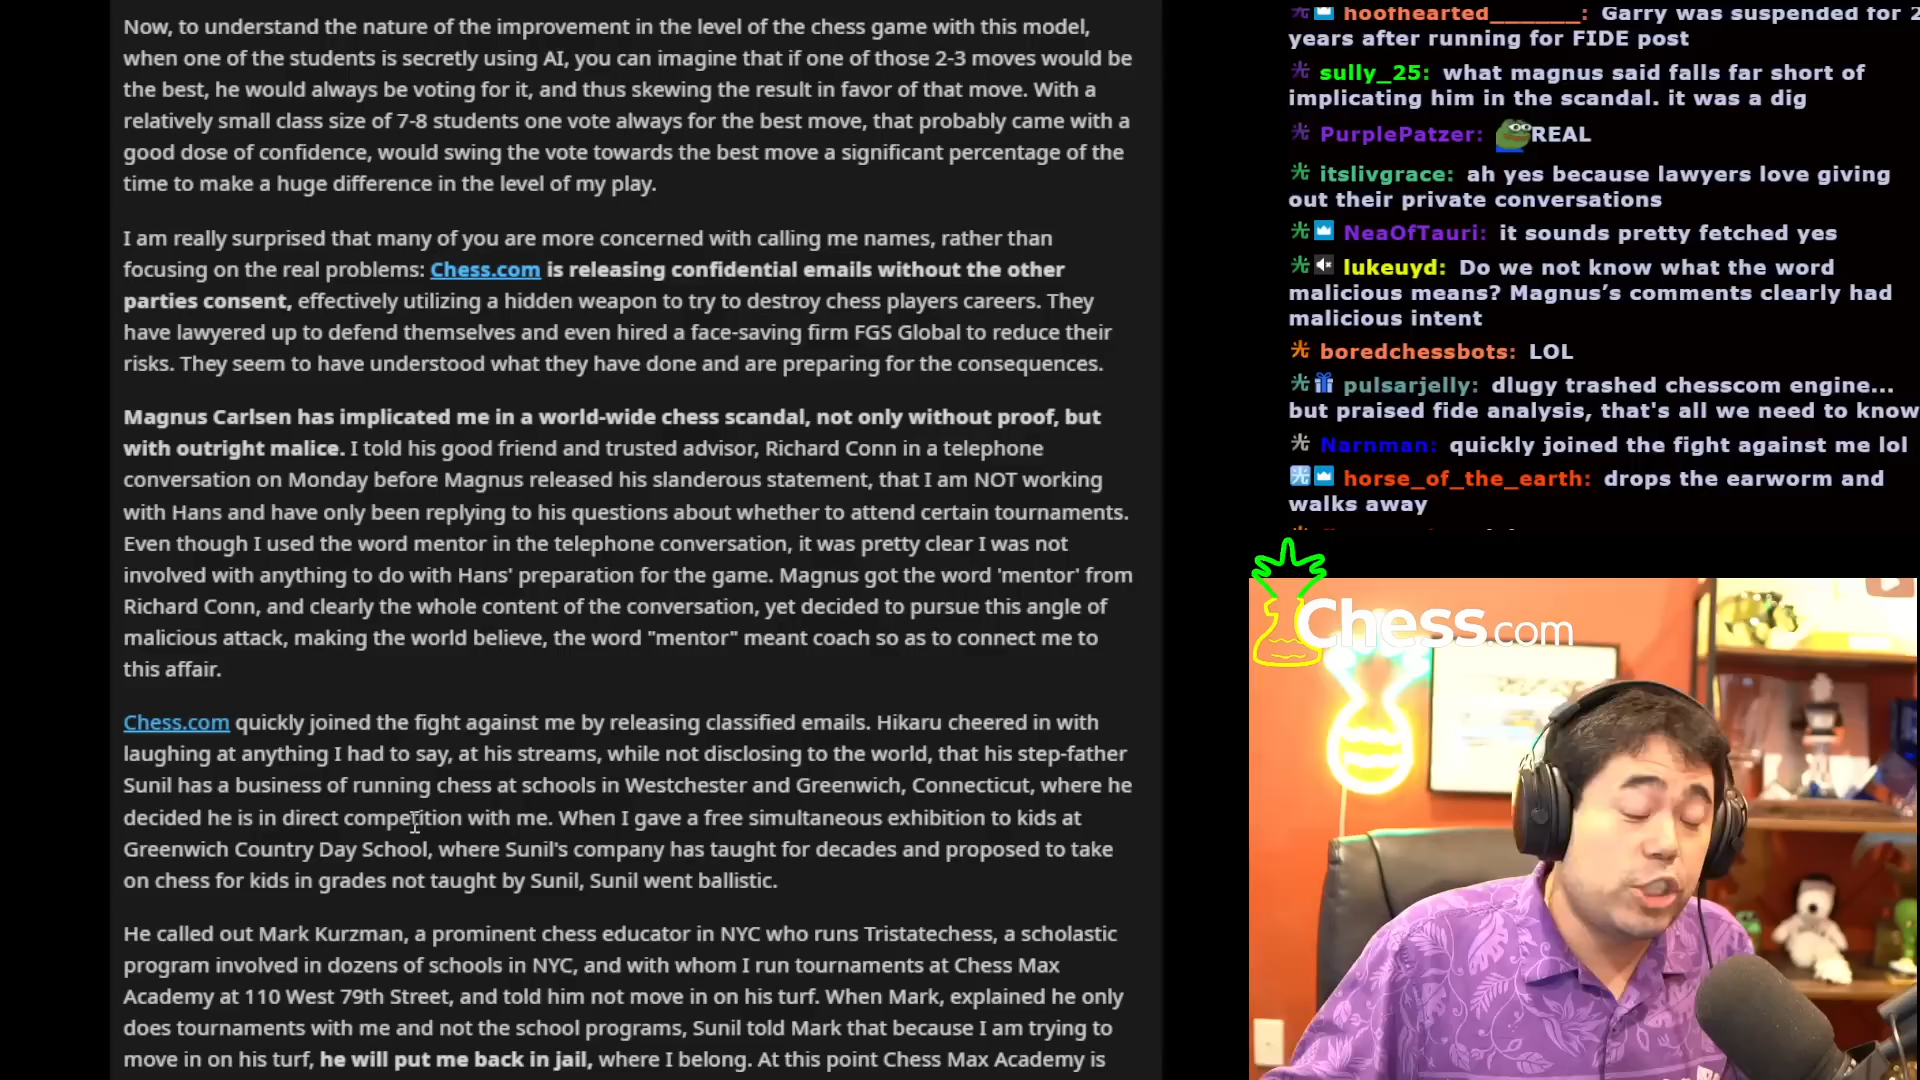 Now, to understand the nature of the improvement in the level of the chess game with this model,
when one of the students is secretly using AI, you can imagine that if one of those 2-3 moves would be
the best, he would always be voting for it, and thus skewing the result in favor of that move. With a
relatively small class size of 7-8 students one vote always for the best move, that probably came with a
good dose of confidence, would swing the vote towards the best move a significant percentage of the
time to make a huge difference in the level of my play.
I am really surprised that many of you are more concerned with calling me names, rather than
focusing on the real problems: Chess.com is releasing confidential emails without the other
parties consent, effectively utilizing a hidden weapon to try to destroy chess players careers. They
have lawyered up to defend themselves and even hired a face-saving firm FGS Global to reduce their
risks. They seem to have understood what they have done and are preparing for the consequences.
Magnus Carlsen has implicated me in a world-wide chess scandal, not only without proof, but
with outright malice. I told his good friend and trusted advisor, Richard Conn in a telephone
conversation on Monday before Magnus released his slanderous statement, that I am NOT working
with Hans and have only been replying to his questions about whether to attend certain tournaments.
Even though I used the word mentor in the telephone conversation, it was pretty clear I was not
involved with anything to do with Hans' preparation for the game. Magnus got the word 'mentor' from
Richard Conn, and clearly the whole content of the conversation, yet decided to pursue this angle of
malicious attack, making the world believe, the word "mentor" meant coach so as to connect me to
this affair.
Chess.com quickly joined the fight against me by releasing classified emails. Hikaru cheered in with
laughing at anything I had to say, at his streams, while not disclosing to the world, that his step-father
Sunil has a business of running chess at schools in Westchester and Greenwich, Connecticut, where he
decided he is in direct competition with me. When I gave a free simultaneous exhibition to kids at
Greenwich Country Day School, where Sunil's company has taught for decades and proposed to take
on chess for kids in grades not taught by Sunil, Sunil went ballistic.
He called out Mark Kurzman, a prominent chess educator in NYC who runs Tristatechess, a scholastic
program involved in dozens of schools in NYC, and with whom I run tournaments at Chess Max
Academy at 110 West 79th Street, and told him not move in on his turf. When Mark, explained he only
does tournaments with me and not the school programs, Sunil told Mark that because I am trying to
move in on his turf, he will put me back in jail, where I belong. At this point Chess Max Academy is
hoofhearted_______: Garry was suspended for 2
years after running for FIDE post
sully_25: what magnus said falls far short of
implicating him in the scandal. it was a dig
PurplePatzer: REAL
itslivgrace: ah yes because lawyers love giving
out their private conversations
NeaOfTauri: it sounds pretty fetched yes
lukeuyd: Do we not know what the word
malicious means? Magnus's comments clearly had
malicious intent
boredchessbots: LOL
pulsarjelly: dlugy trashed chesscom engine...
but praised fide analysis, that's all we need to know
Narnman: quickly joined the fight against me lol
horse_of_the_earth: drops the earworm and
walks away
Chess.com